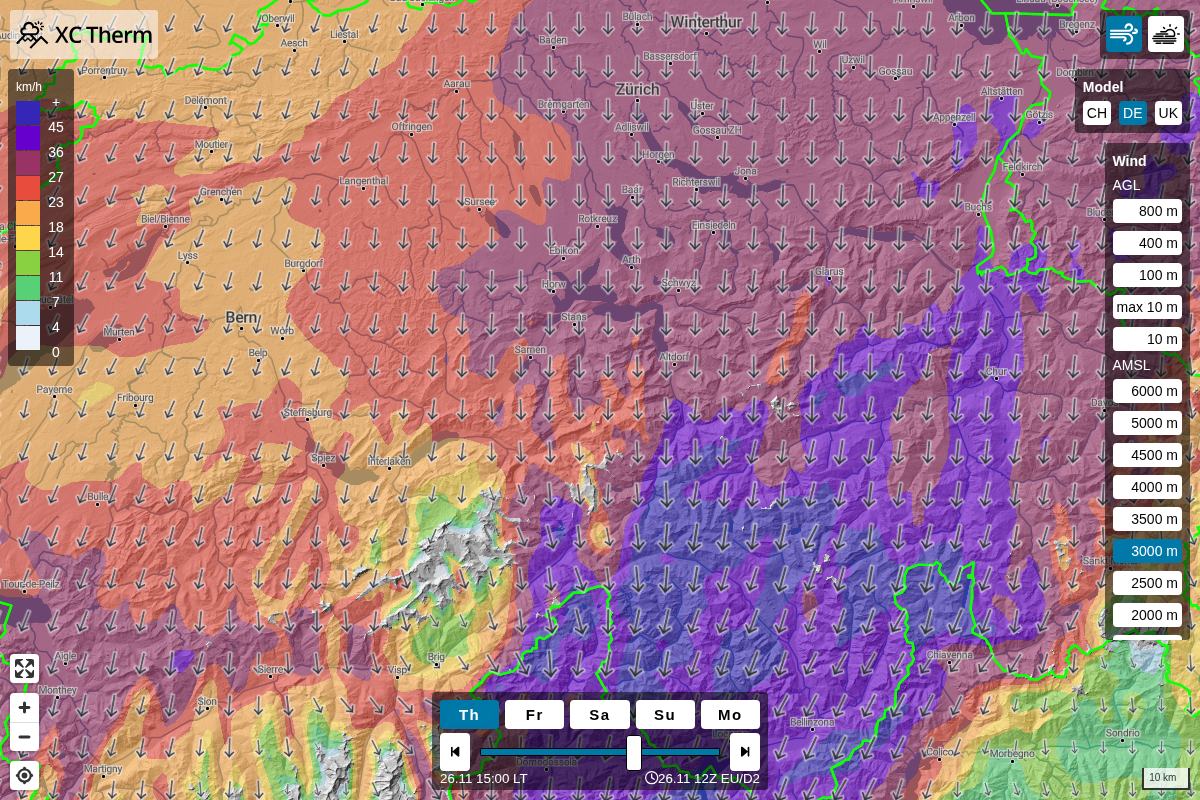 XC Therm
km/h
+
45
36
27
23
18
14
11
7
4
0
Model
CH
DE
UK
Wind
AGL
800 m
400 m
100 m
max 10 m
10 m
AMSL
6000 m
5000 m
4500 m
4000 m
3500 m
3000 m
2500 m
2000 m
Oberwil
Aesch
Liestal
Porrentruy
Delémont
Moutier
Grenchen
Biel/Bienne
Lyss
Burgdorf
Bern
Worb
Belp
Murten
Payerne
Fribourg
Steffisburg
Spiez
Interlaken
Bulle
Tour-de-Peilz
Aigle
Monthey
Sierre
Sion
Visp
Brig
Martigny
Aarau
Oftringen
Langenthal
Sursee
Baden
Bülach
Winterthur
Bassersdorf
Zürich
Bremgarten
Adliswil
Uster
Gossau ZH
Horgen
Richterswil
Jona
Baar
Rotkreuz
Einsiedeln
Ebikon
Arth
Horw
Schwyz
Stans
Sarnen
Altdorf
Glarus
Wil
Uzwil
Gossau
Arbon
Bregenz
Dornbirn
Altstätten
Appenzell
Götzis
Feldkirch
Buchs
Chur
Chiavenna
Bellinzona
Domodossola
Colico
Morbegno
Sondrio
Th
Fr
Sa
Su
Mo
26.11 15:00 LT
26.11 12Z EU/D2
10 km